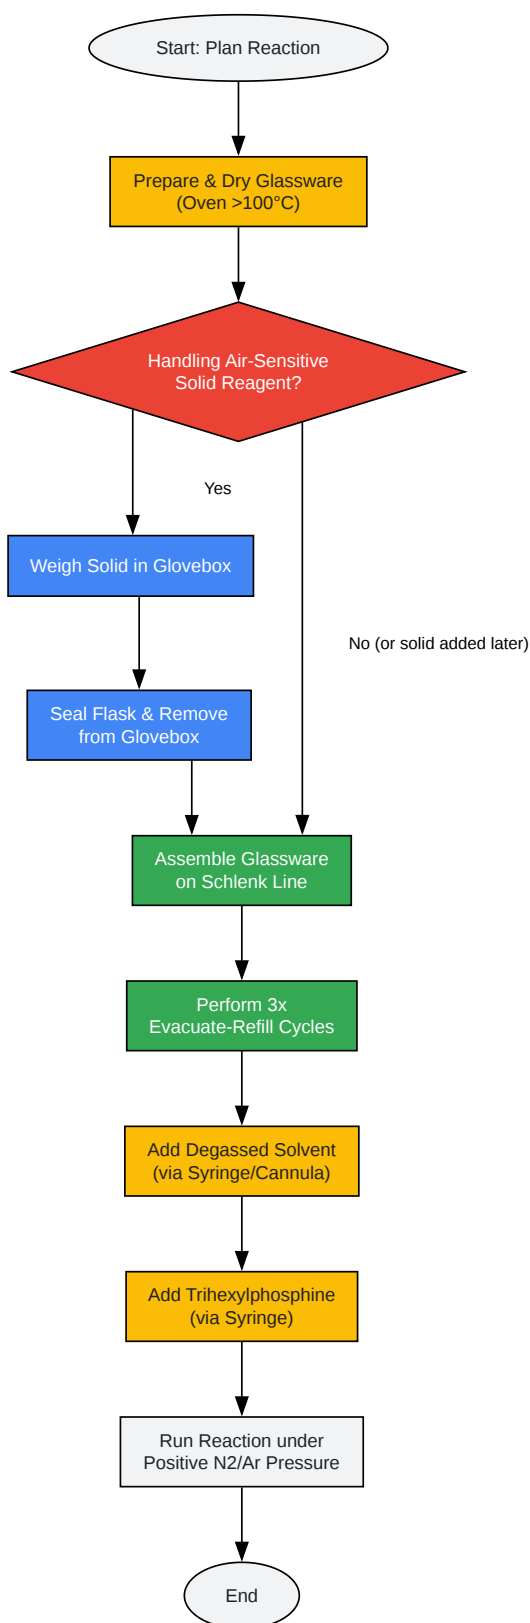 Start: Plan Reaction
Prepare & Dry Glassware
(Oven >100°C)
Handling Air-Sensitive
Solid Reagent?
Yes
Weigh Solid in Glovebox
No (or solid added later)
Seal Flask & Remove
from Glovebox
Assemble Glassware
on Schlenk Line
Perform 3x
Evacuate-Refill Cycles
Add Degassed Solvent
(via Syringe/Cannula)
Add Trihexylphosphine
(via Syringe)
Run Reaction under
Positive N2/Ar Pressure
End